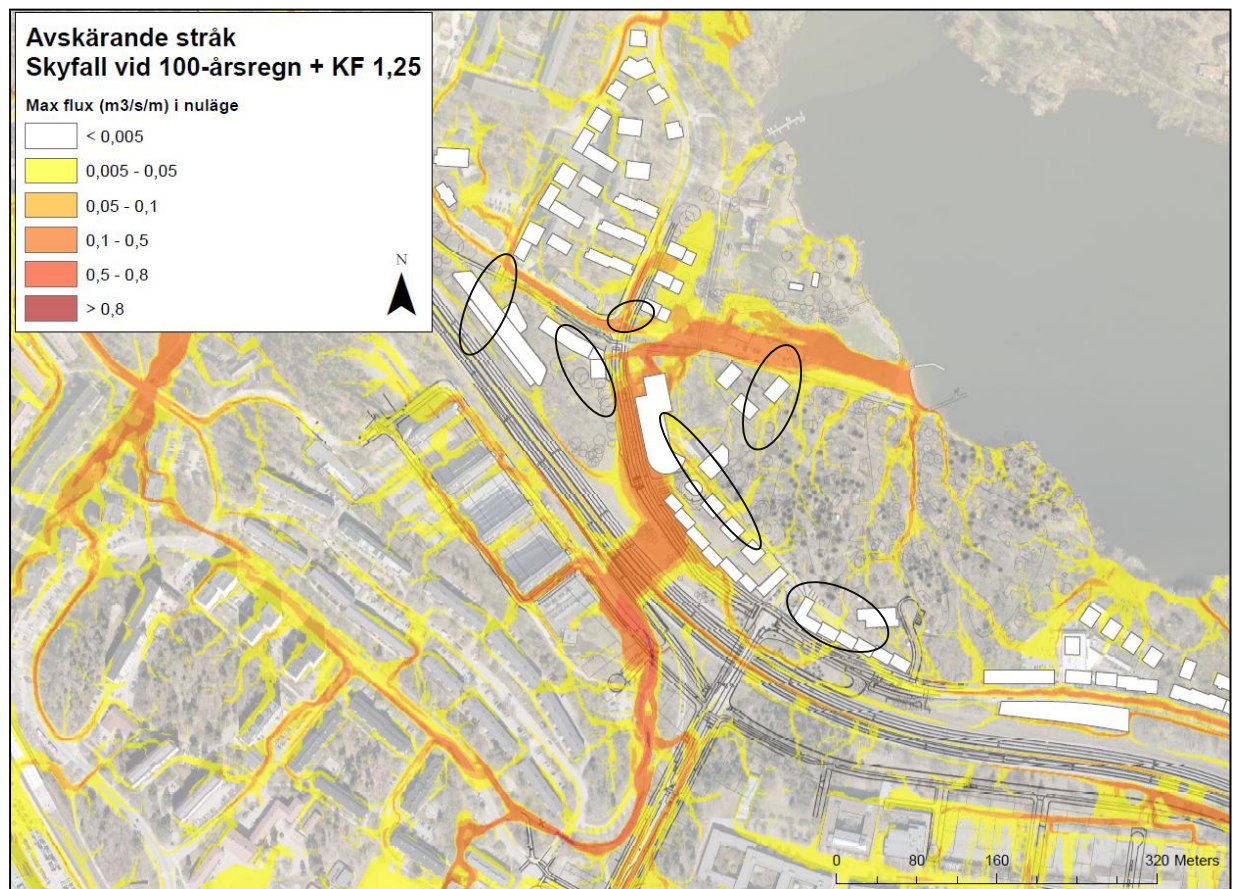 Avskärande stråk
Skyfall vid 100-årsregn + KF 1,25
Max flux (m3/s/m) i nuläge
< 0,005
0,005 - 0,05
0,05 - 0,1
0,1 - 0,5
0,5 - 0,8
> 0,8
N
0 80 160 320 Meters